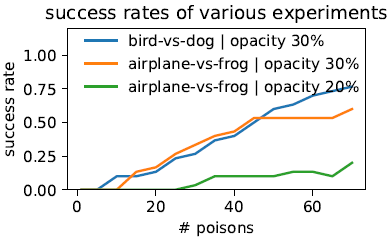 success rates of various experiments
bird-vs-dog | opacity 30%
airplane-vs-frog | opacity 30%
airplane-vs-frog | opacity 20%
1.00
0.75
0.50
0.25
0.00
success rate
0 20 40 60
# poisons